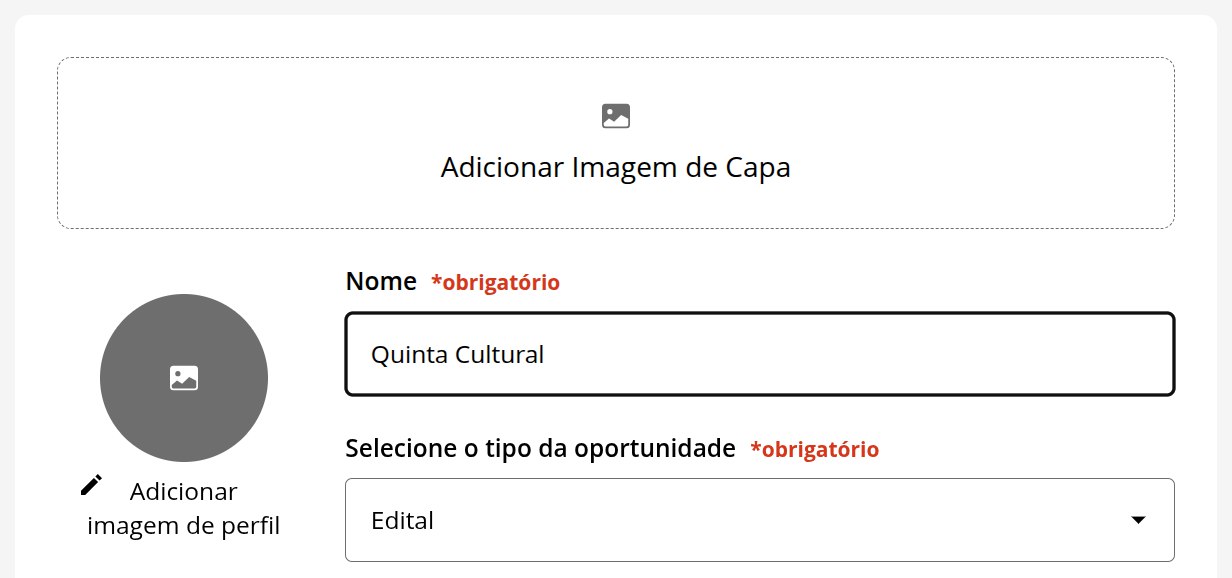 Adicionar Imagem de Capa
Nome *obrigatório
Quinta Cultural
Selecione o tipo da oportunidade *obrigatório
Edital
Adicionar
imagem de perfil